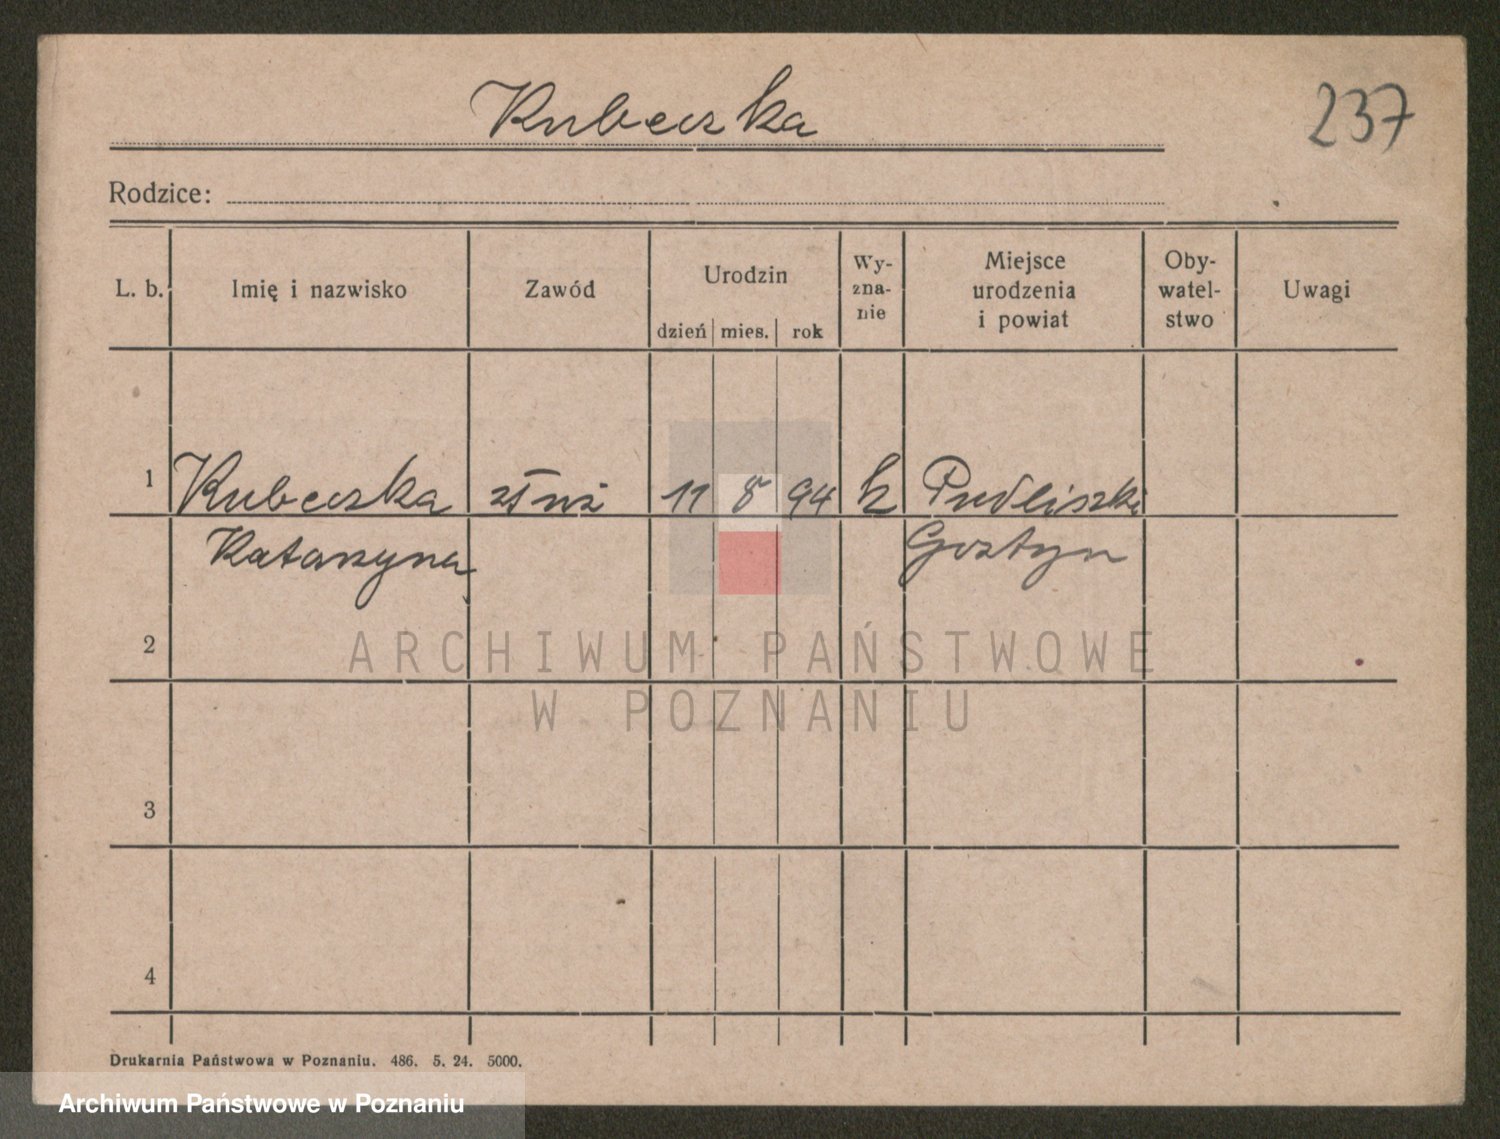 Kubeczka
237
Rodzice:
L. b.
Imię i nazwisko
Zawód
Urodzin
dzień mies. rok
Wy-
zna-
nie
Miejsce
urodzenia
i powiat
Oby-
watel-
stwo
Uwagi
1 Kubeczka 11 8 94 k Pudliszki
Katarzyna Gostyn
2
3
4
ARCHIWUM PAŃSTWOWE
W POZNANIU
Drukarnia Państwowa w Poznaniu. 486. 5. 24. 5000.
Archiwum Państwowe w Poznaniu